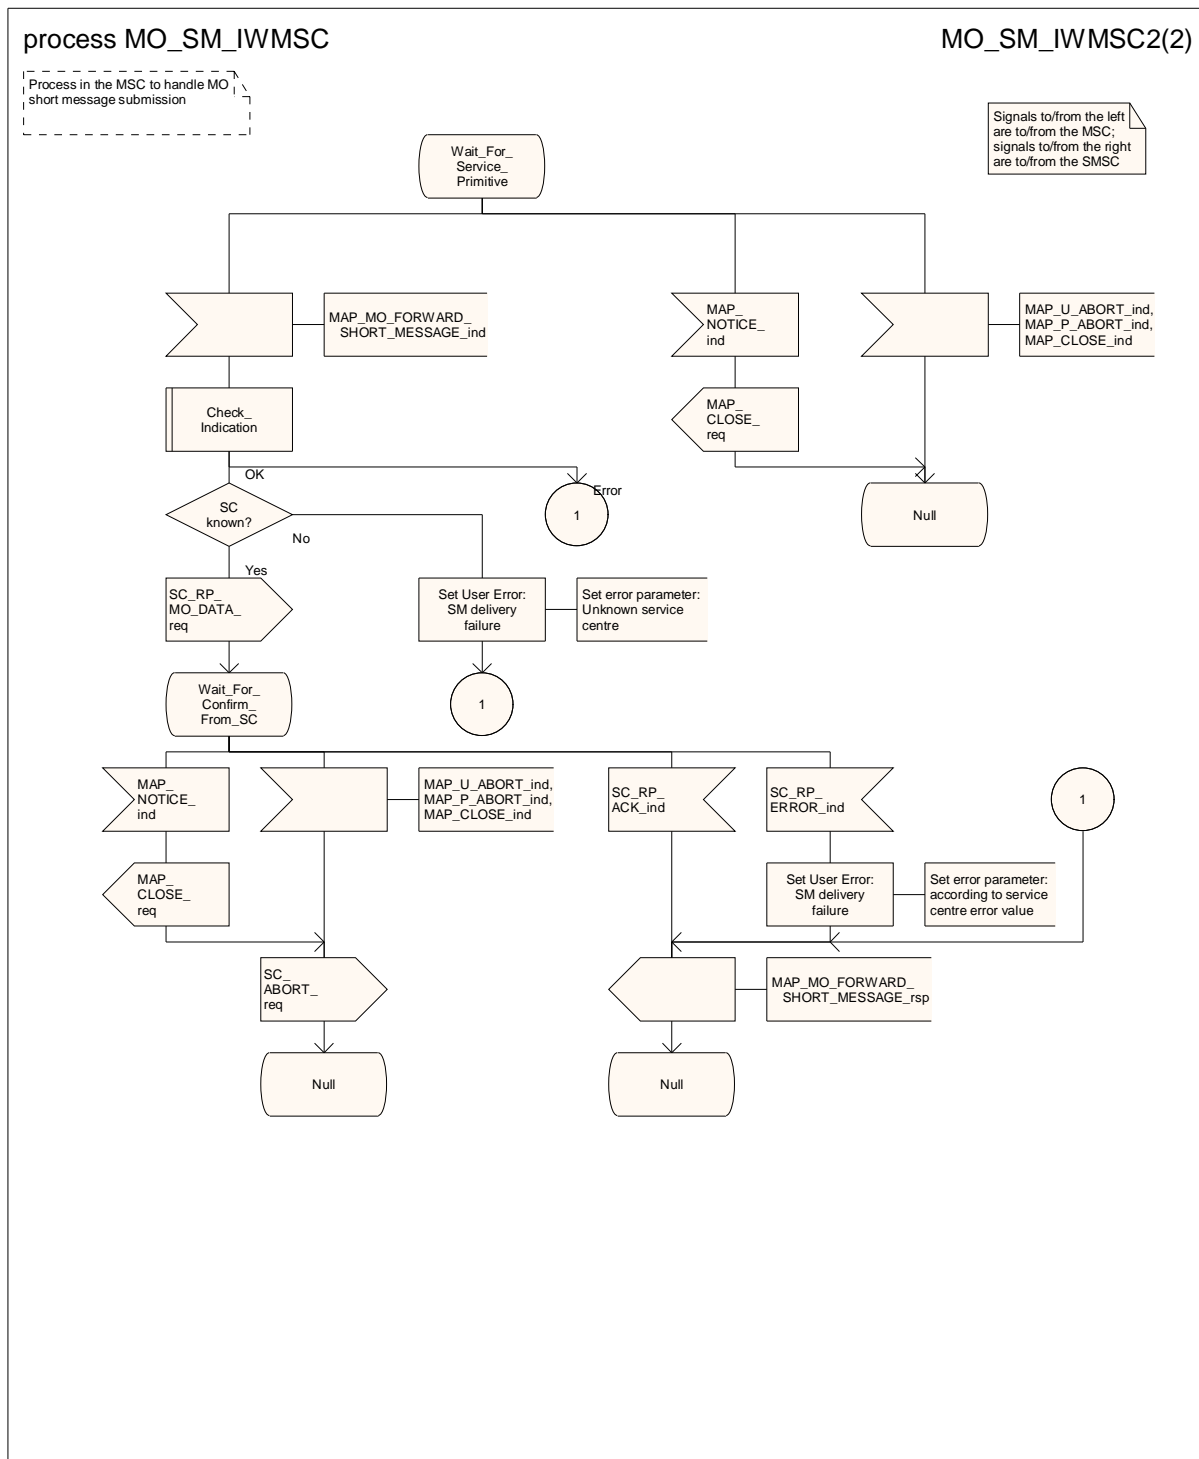 process MO_SM_IWMSC
MO_SM_IWMSC2(2)
Process in the MSC to handle MO
short message submission
Signals to/from the left
are to/from the MSC;
signals to/from the right
are to/from the SMSC
Wait_For_
Service_
Primitive
MAP_MO_FORWARD_
SHORT_MESSAGE_ind
MAP_
NOTICE_
ind
MAP_U_ABORT_ind,
MAP_P_ABORT_ind,
MAP_CLOSE_ind
Check_
Indication
MAP_
CLOSE_
req
OK
Error
SC
known?
1
Null
No
Yes
SC_RP_
MO_DATA_
req
Set User Error:
SM delivery
failure
Set error parameter:
Unknown service
centre
Wait_For_
Confirm_
From_SC
1
MAP_
NOTICE_
ind
MAP_U_ABORT_ind,
MAP_P_ABORT_ind,
MAP_CLOSE_ind
SC_RP_
ACK_ind
SC_RP_
ERROR_ind
1
MAP_
CLOSE_
req
Set User Error:
SM delivery
failure
Set error parameter:
according to service
centre error value
SC_
ABORT_
req
MAP_MO_FORWARD_
SHORT_MESSAGE_rsp
Null
Null